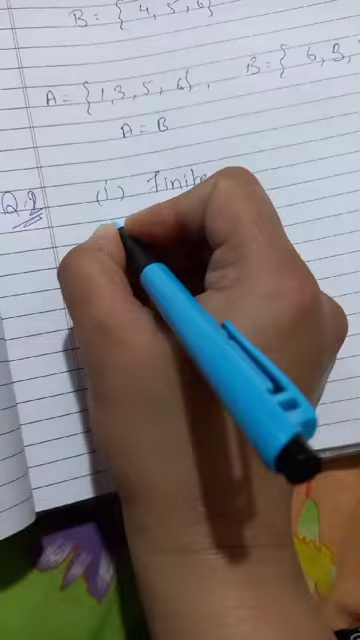 B = { 4, 5, 6}
A = {1, 3, 5, 6}, B = { 6, 3,
A = B
Q.2 (i) Finite